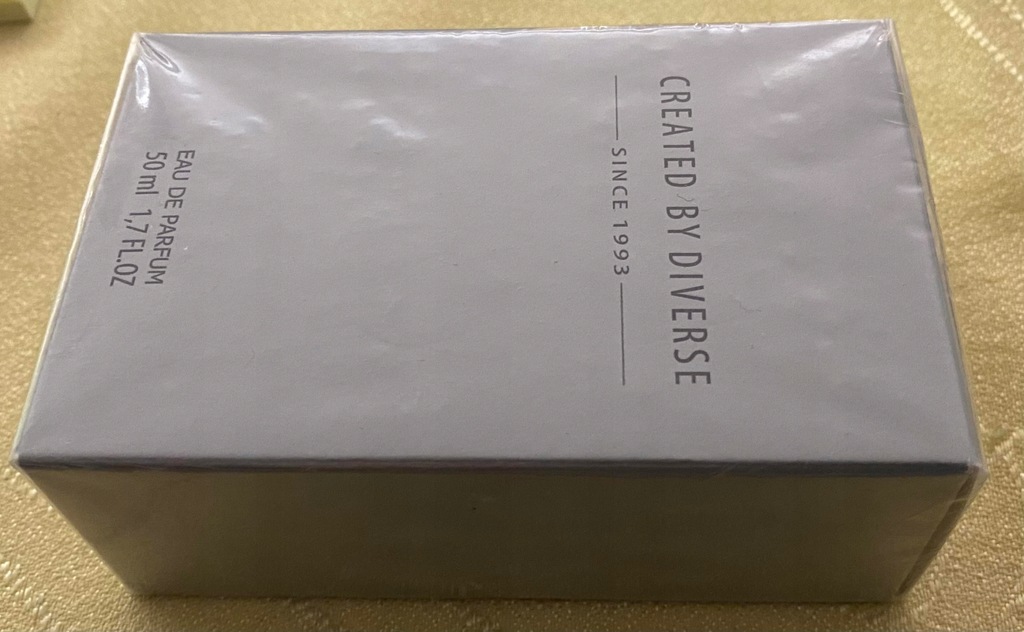 CREATED BY DIVERSE
SINCE 1993
EAU DE PARFUM
50 ml 1,7 FL.OZ